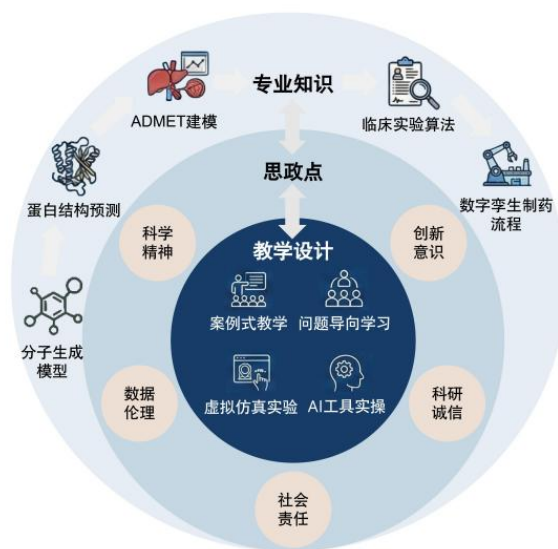 专业知识
ADMET建模
临床实验算法
思政点
蛋白结构预测
数字孪生制药
流程
科学
精神
创新
意识
教学设计
案例式教学
问题导向学习
分子生成
模型
数据
伦理
虚拟仿真实验
AI工具实操
科研
诚信
社会
责任